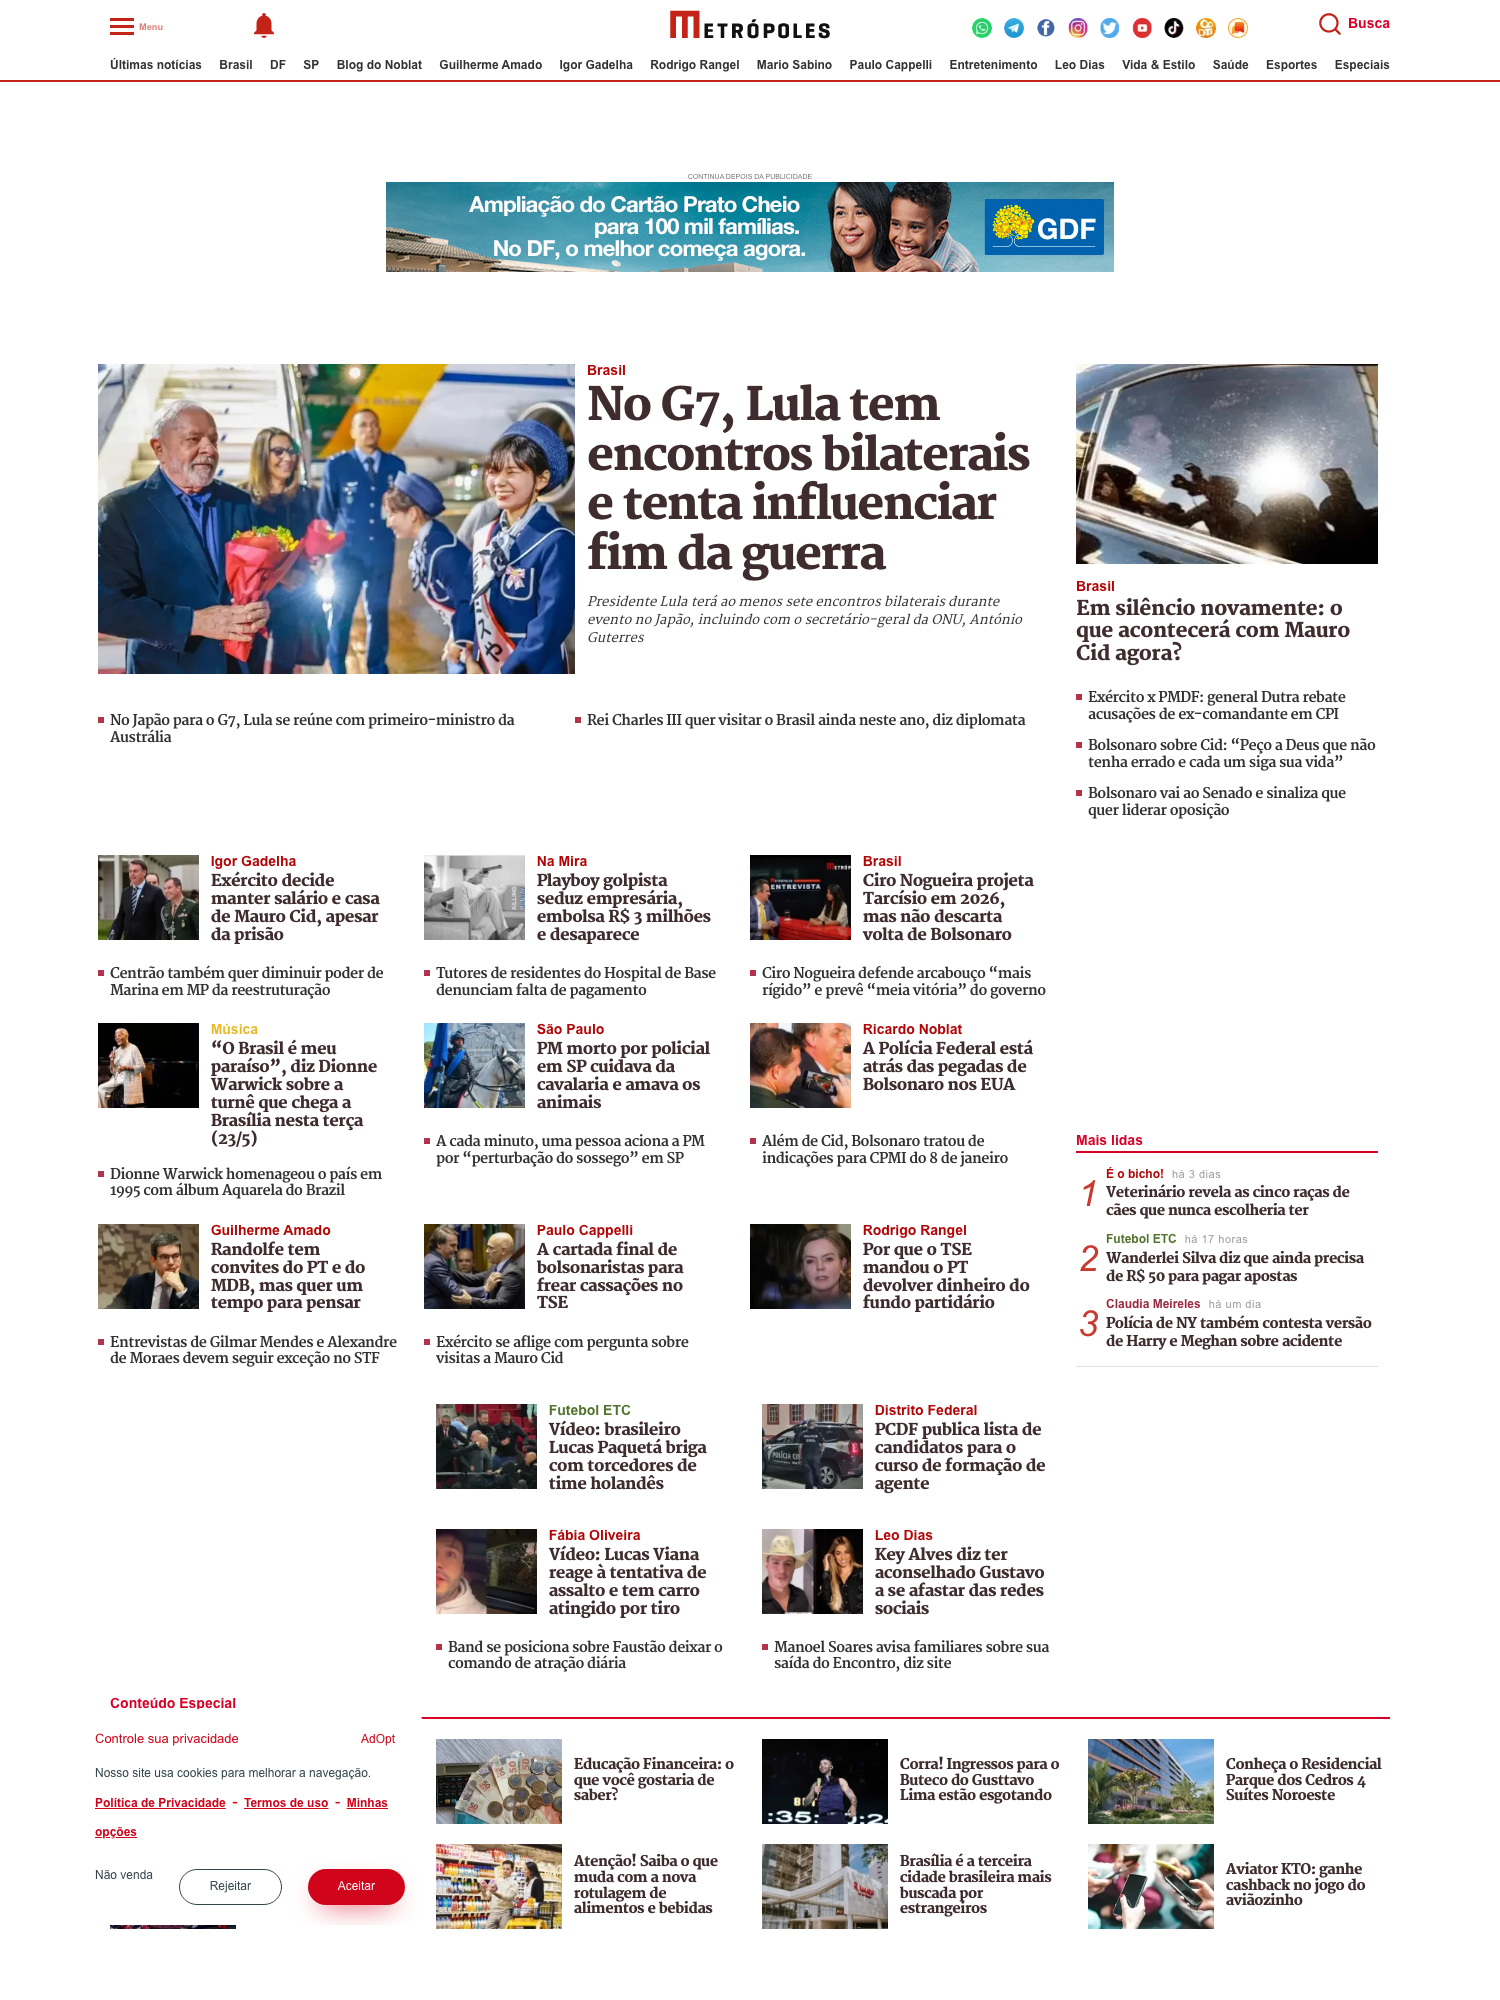 Menu
METRÓPOLES
Busca
Últimas notícias Brasil DF SP Blog do Noblat Guilherme Amado Igor Gadelha Rodrigo Rangel Mario Sabino Paulo Cappelli Entretenimento Leo Dias Vida & Estilo Saúde Esportes Especiais
CONTINUA DEPOIS DA PUBLICIDADE
Ampliação do Cartão Prato Cheio
para 100 mil famílias.
No DF, o melhor começa agora.
GDF
Brasil
No G7, Lula tem
encontros bilaterais
e tenta influenciar
fim da guerra
Presidente Lula terá ao menos sete encontros bilaterais durante
evento no Japão, incluindo com o secretário-geral da ONU, António
Guterres
No Japão para o G7, Lula se reúne com primeiro-ministro da
Austrália
Rei Charles III quer visitar o Brasil ainda neste ano, diz diplomata
Brasil
Em silêncio novamente: o
que acontecerá com Mauro
Cid agora?
Exército x PMDF: general Dutra rebate
acusações de ex-comandante em CPI
Bolsonaro sobre Cid: “Peço a Deus que não
tenha errado e cada um siga sua vida”
Bolsonaro vai ao Senado e sinaliza que
quer liderar oposição
Igor Gadelha
Exército decide
manter salário e casa
de Mauro Cid, apesar
da prisão
Centrão também quer diminuir poder de
Marina em MP da reestruturação
Na Mira
Playboy golpista
seduz empresária,
embolsa R$ 3 milhões
e desaparece
Tutores de residentes do Hospital de Base
denunciam falta de pagamento
ENTREVISTA
Brasil
Ciro Nogueira projeta
Tarcísio em 2026,
mas não descarta
volta de Bolsonaro
Ciro Nogueira defende arcabouço “mais
rígido” e prevê “meia vitória” do governo
Música
“O Brasil é meu
paraíso”, diz Dionne
Warwick sobre a
turnê que chega a
Brasília nesta terça
(23/5)
Dionne Warwick homenageou o país em
1995 com álbum Aquarela do Brazil
São Paulo
PM morto por policial
em SP cuidava da
cavalaria e amava os
animais
A cada minuto, uma pessoa aciona a PM
por “perturbação do sossego” em SP
Ricardo Noblat
A Polícia Federal está
atrás das pegadas de
Bolsonaro nos EUA
Além de Cid, Bolsonaro tratou de
indicações para CPMI do 8 de janeiro
Mais lidas
1
É o bicho! há 3 dias
Veterinário revela as cinco raças de
cães que nunca escolheria ter
2
Futebol ETC há 17 horas
Wanderlei Silva diz que ainda precisa
de R$ 50 para pagar apostas
3
Claudia Meireles há um dia
Polícia de NY também contesta versão
de Harry e Meghan sobre acidente
Guilherme Amado
Randolfe tem
convites do PT e do
MDB, mas quer um
tempo para pensar
Entrevistas de Gilmar Mendes e Alexandre
de Moraes devem seguir exceção no STF
Paulo Cappelli
A cartada final de
bolsonaristas para
frear cassações no
TSE
Exército se aflige com pergunta sobre
visitas a Mauro Cid
Rodrigo Rangel
Por que o TSE
mandou o PT
devolver dinheiro do
fundo partidário
Futebol ETC
Vídeo: brasileiro
Lucas Paquetá briga
com torcedores de
time holandês
Distrito Federal
PCDF publica lista de
candidatos para o
curso de formação de
agente
Fábia Oliveira
Vídeo: Lucas Viana
reage à tentativa de
assalto e tem carro
atingido por tiro
Band se posiciona sobre Faustão deixar o
comando de atração diária
Leo Dias
Key Alves diz ter
aconselhado Gustavo
a se afastar das redes
sociais
Manoel Soares avisa familiares sobre sua
saída do Encontro, diz site
Conteúdo Especial
Controle sua privacidade AdOpt
Nosso site usa cookies para melhorar a navegação.
Política de Privacidade - Termos de uso - Minhas
opções
Não venda
Rejeitar
Aceitar
Educação Financeira: o
que você gostaria de
saber?
Corra! Ingressos para o
Buteco do Gusttavo
Lima estão esgotando
Conheça o Residencial
Parque dos Cedros 4
Suítes Noroeste
Atenção! Saiba o que
muda com a nova
rotulagem de
alimentos e bebidas
Brasília é a terceira
cidade brasileira mais
buscada por
estrangeiros
Aviator KTO: ganhe
cashback no jogo do
aviãozinho